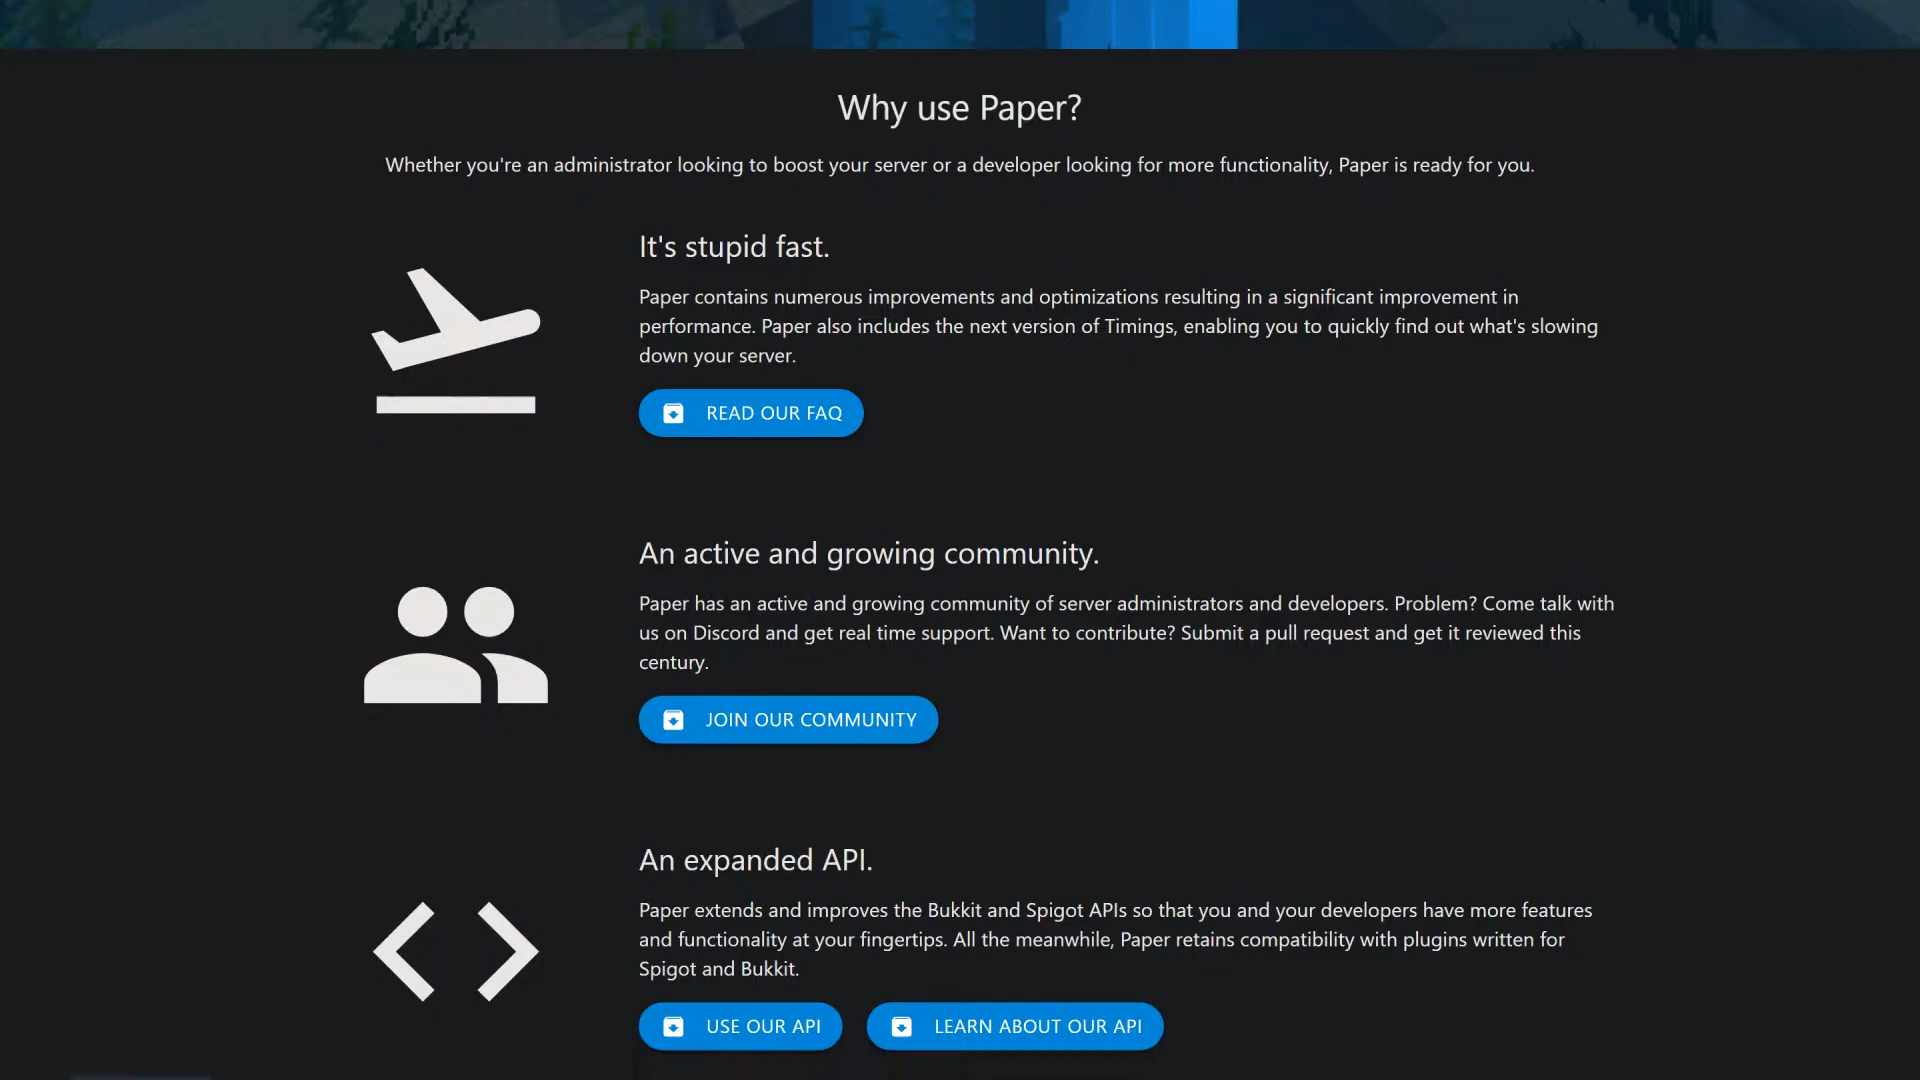 Why use Paper?
Whether you're an administrator looking to boost your server or a developer looking for more functionality, Paper is ready for you.
It's stupid fast.
Paper contains numerous improvements and optimizations resulting in a significant improvement in
performance. Paper also includes the next version of Timings, enabling you to quickly find out what's slowing
down your server.
READ OUR FAQ
An active and growing community.
Paper has an active and growing community of server administrators and developers. Problem? Come talk with
us on Discord and get real time support. Want to contribute? Submit a pull request and get it reviewed this
century.
JOIN OUR COMMUNITY
An expanded API.
Paper extends and improves the Bukkit and Spigot APIs so that you and your developers have more features
and functionality at your fingertips. All the meanwhile, Paper retains compatibility with plugins written for
Spigot and Bukkit.
USE OUR API
LEARN ABOUT OUR API